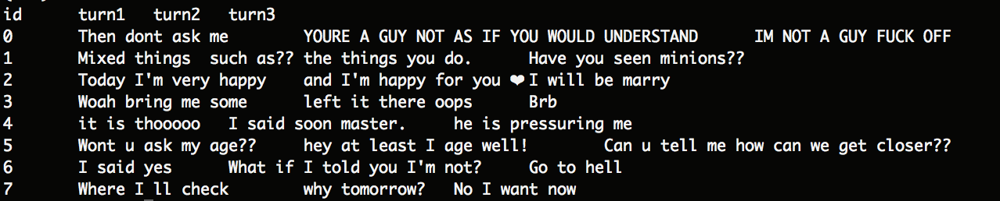 id turn1 turn2 turn3
0 Then dont ask me YOURE A GUY NOT AS IF YOU WOULD UNDERSTAND IM NOT A GUY FUCK OFF
1 Mixed things such as?? the things you do. Have you seen minions??
2 Today I'm very happy and I'm happy for you ❤ I will be marry
3 Woah bring me some left it there oops Brb
4 it is thooooo I said soon master. he is pressuring me
5 Wont u ask my age?? hey at least I age well! Can u tell me how can we get closer??
6 I said yes What if I told you I'm not? Go to hell
7 Where I ll check why tomorrow? No I want now